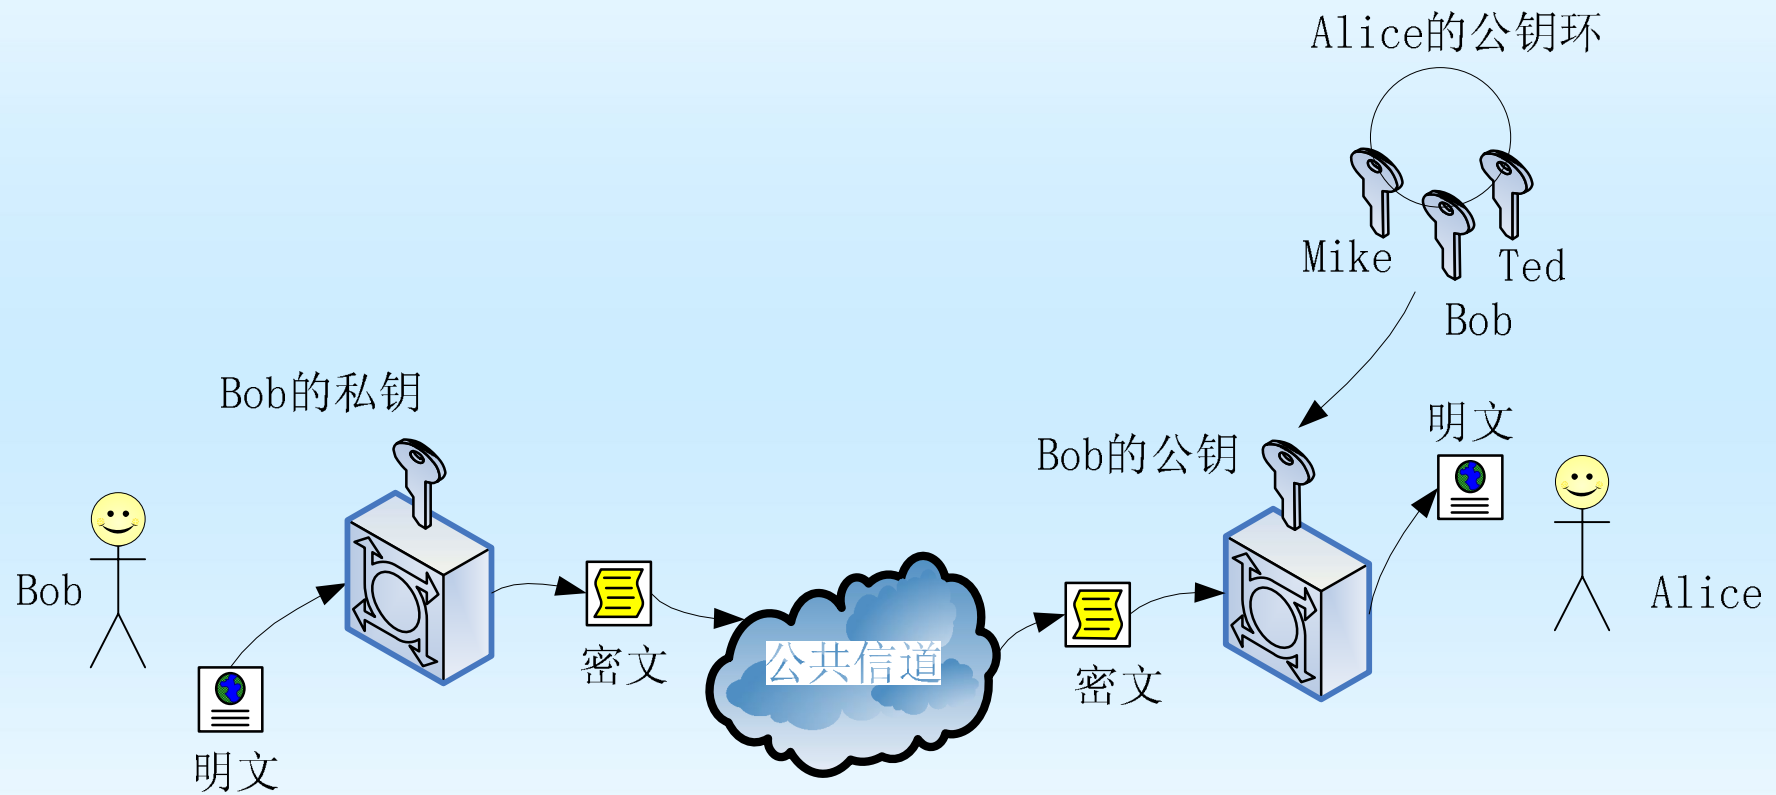 Alice的公钥环
Mike
Ted
Bob
Bob的私钥
Bob的公钥
明文
Bob
Alice
公共信道
密文
密文
明文